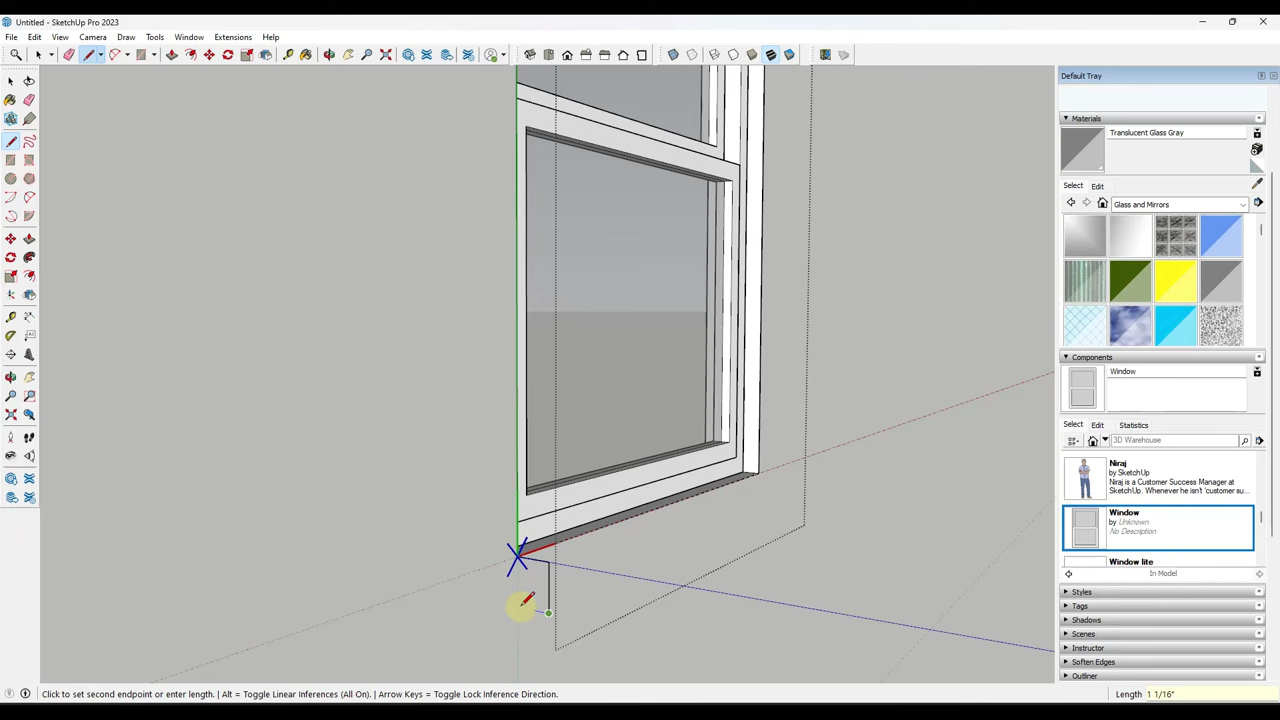 Untitled - SketchUp Pro 2023
File Edit View Camera Draw Tools Window Extensions Help
Default Tray
Materials
Translucent Glass Gray
Select Edit
Glass and Mirrors
Components
Window
Select Edit Statistics
3D Warehouse
Niraj
by SketchUp
Niraj is a Customer Success Manager at
SketchUp. Whenever he isn't 'customer su...
Window
by Unknown
No Description
Window lite
In Model
Styles
Tags
Shadows
Scenes
Instructor
Soften Edges
Outliner
Click to set second endpoint or enter length. | Alt = Toggle Linear Inferences (All On). | Arrow Keys = Toggle Lock Inference Direction.
Length 1 1/16"